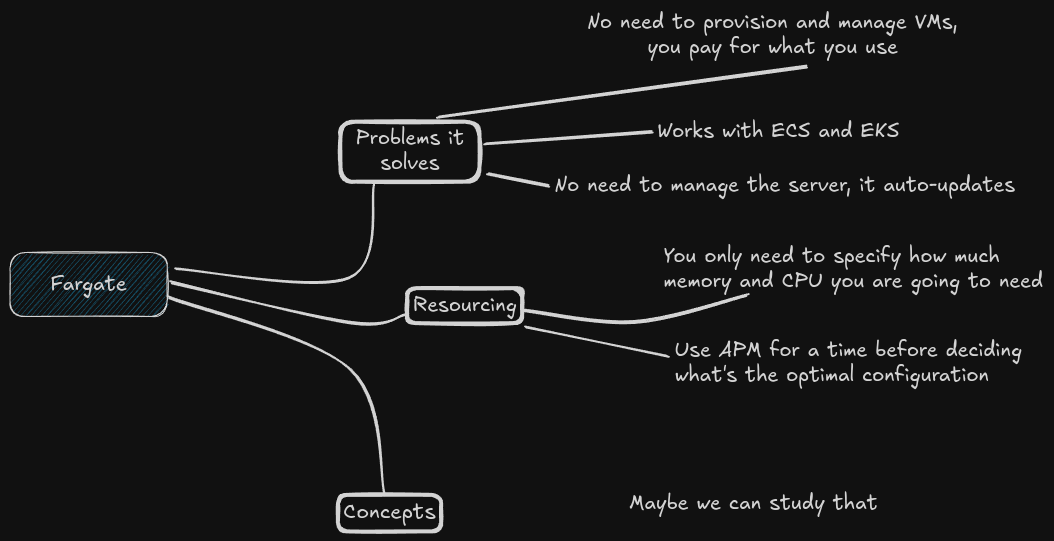 No need to provision and manage VMs,
you pay for what you use
Problems it
solves
Works with ECS and EKS
No need to manage the server, it auto-updates
Fargate
Resourcing
You only need to specify how much
memory and CPU you are going to need
Use APM for a time before deciding
what's the optimal configuration
Concepts
Maybe we can study that